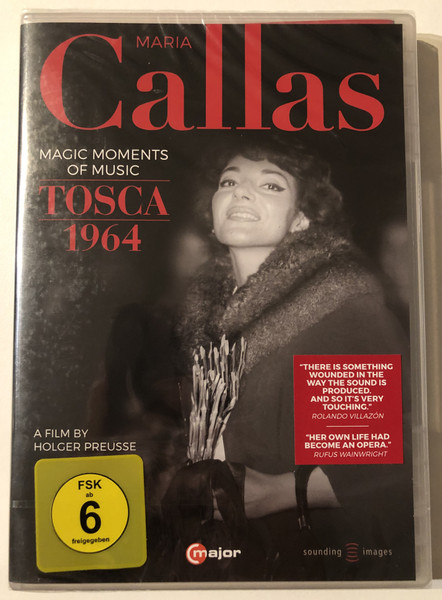 MARIA
Callas
MAGIC MOMENTS
OF MUSIC
TOSCA
1964
"THERE IS SOMETHING
WOUNDED IN THE
WAY THE SOUND IS
PRODUCED.
AND SO IT'S VERY
TOUCHING."
ROLANDO VILLAZÓN
"HER OWN LIFE HAD
BECOME AN OPERA."
RUFUS WAINWRIGHT
A FILM BY
HOLGER PREUSSE
FSK
ab
6
freigegeben
C major
sounding images